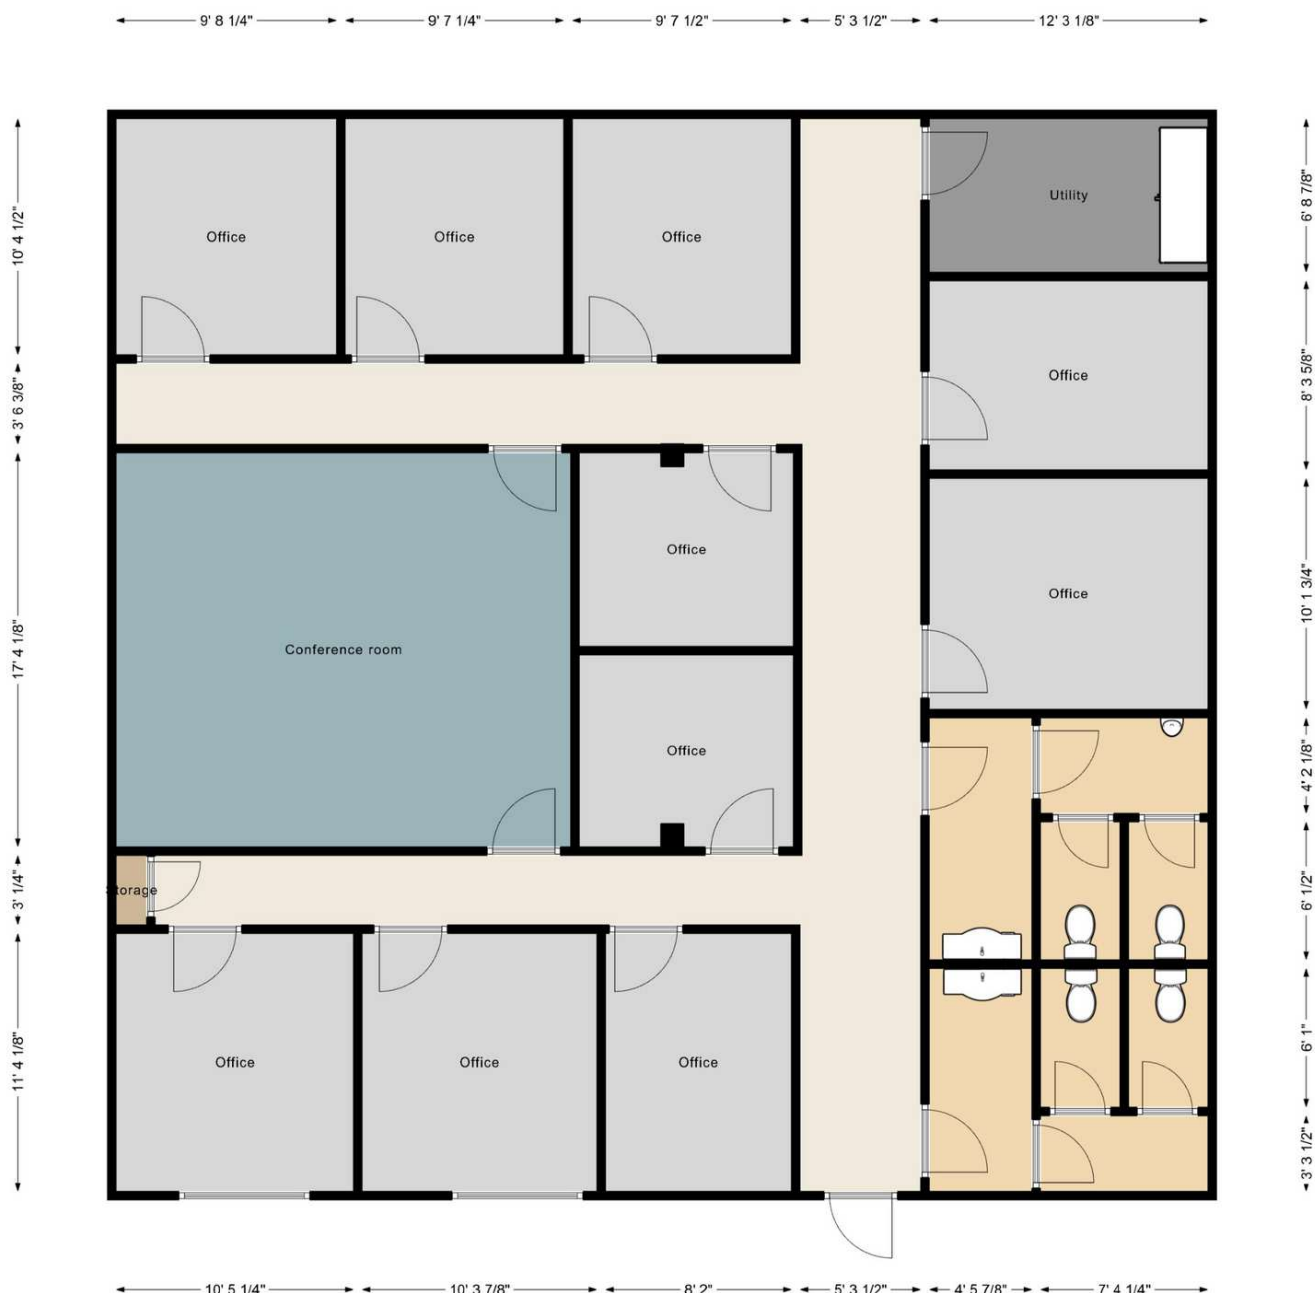 9' 8 1/4"
9' 7 1/4"
9' 7 1/2"
5' 3 1/2"
12' 3 1/8"
10' 4 1/2"
3' 6 3/8"
17' 4 1/8"
3' 1/4"
11' 4 1/8"
Office
Office
Office
Utility
Office
Office
Office
Conference room
Office
Storage
Office
Office
Office
6' 8 7/8"
8' 3 5/8"
10' 1 3/4"
4' 2 1/8"
6' 1/2"
6' 1"
3' 3 1/2"
10' 5 1/4"
10' 3 7/8"
8' 2"
5' 3 1/2"
4' 5 7/8"
7' 4 1/4"